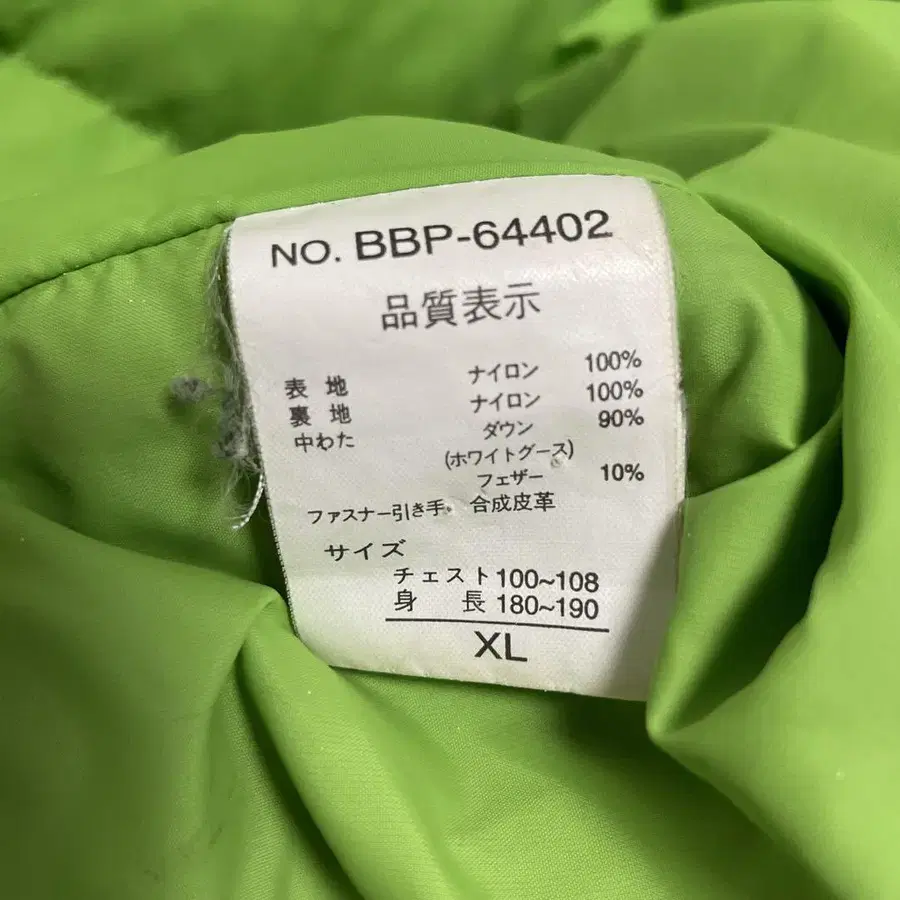 NO. BBP-64402
品質表示
表 地 ナイロン 100%
裏 地 ナイロン 100%
中わた ダウン 90%
(ホワイトグース)
フェザー 10%
ファスナー引き手 合成皮革
サイズ
チェスト 100~108
身 長 180~190
XL